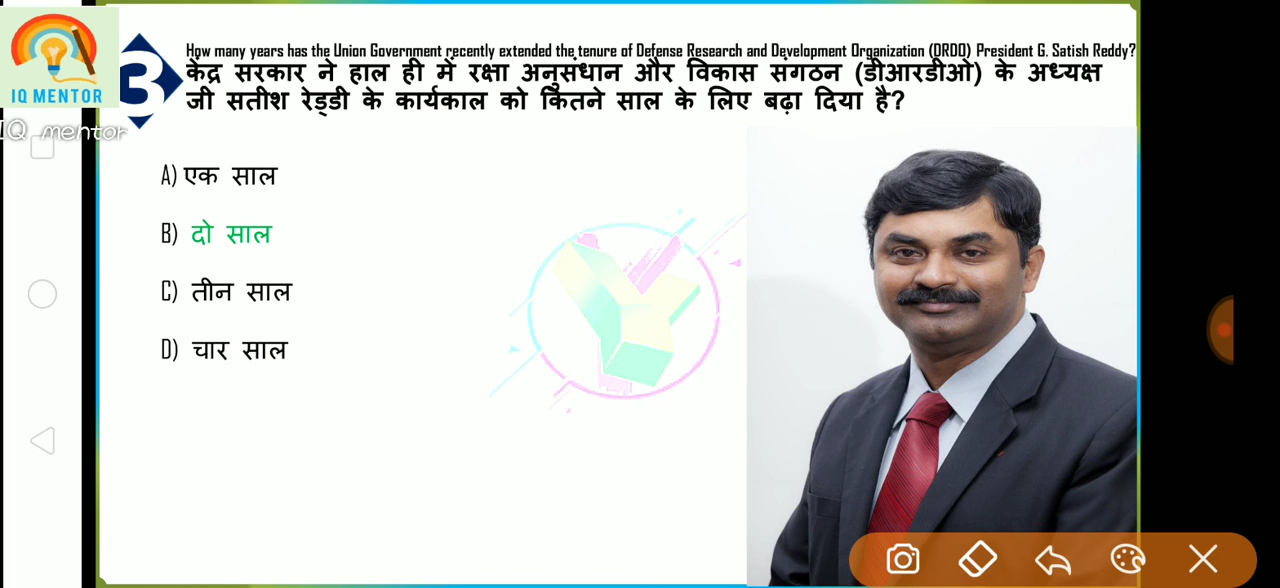 IQ MENTOR
IQ mentor
3
How many years has the Union Government recently extended the tenure of Defense Research and Development Organization (DRDO) President G. Satish Reddy?
केंद्र सरकार ने हाल ही में रक्षा अनुसंधान और विकास संगठन (डीआरडीओ) के अध्यक्ष
जी सतीश रेड्डी के कार्यकाल को कितने साल के लिए बढ़ा दिया है?
A) एक साल
B) दो साल
C) तीन साल
D) चार साल